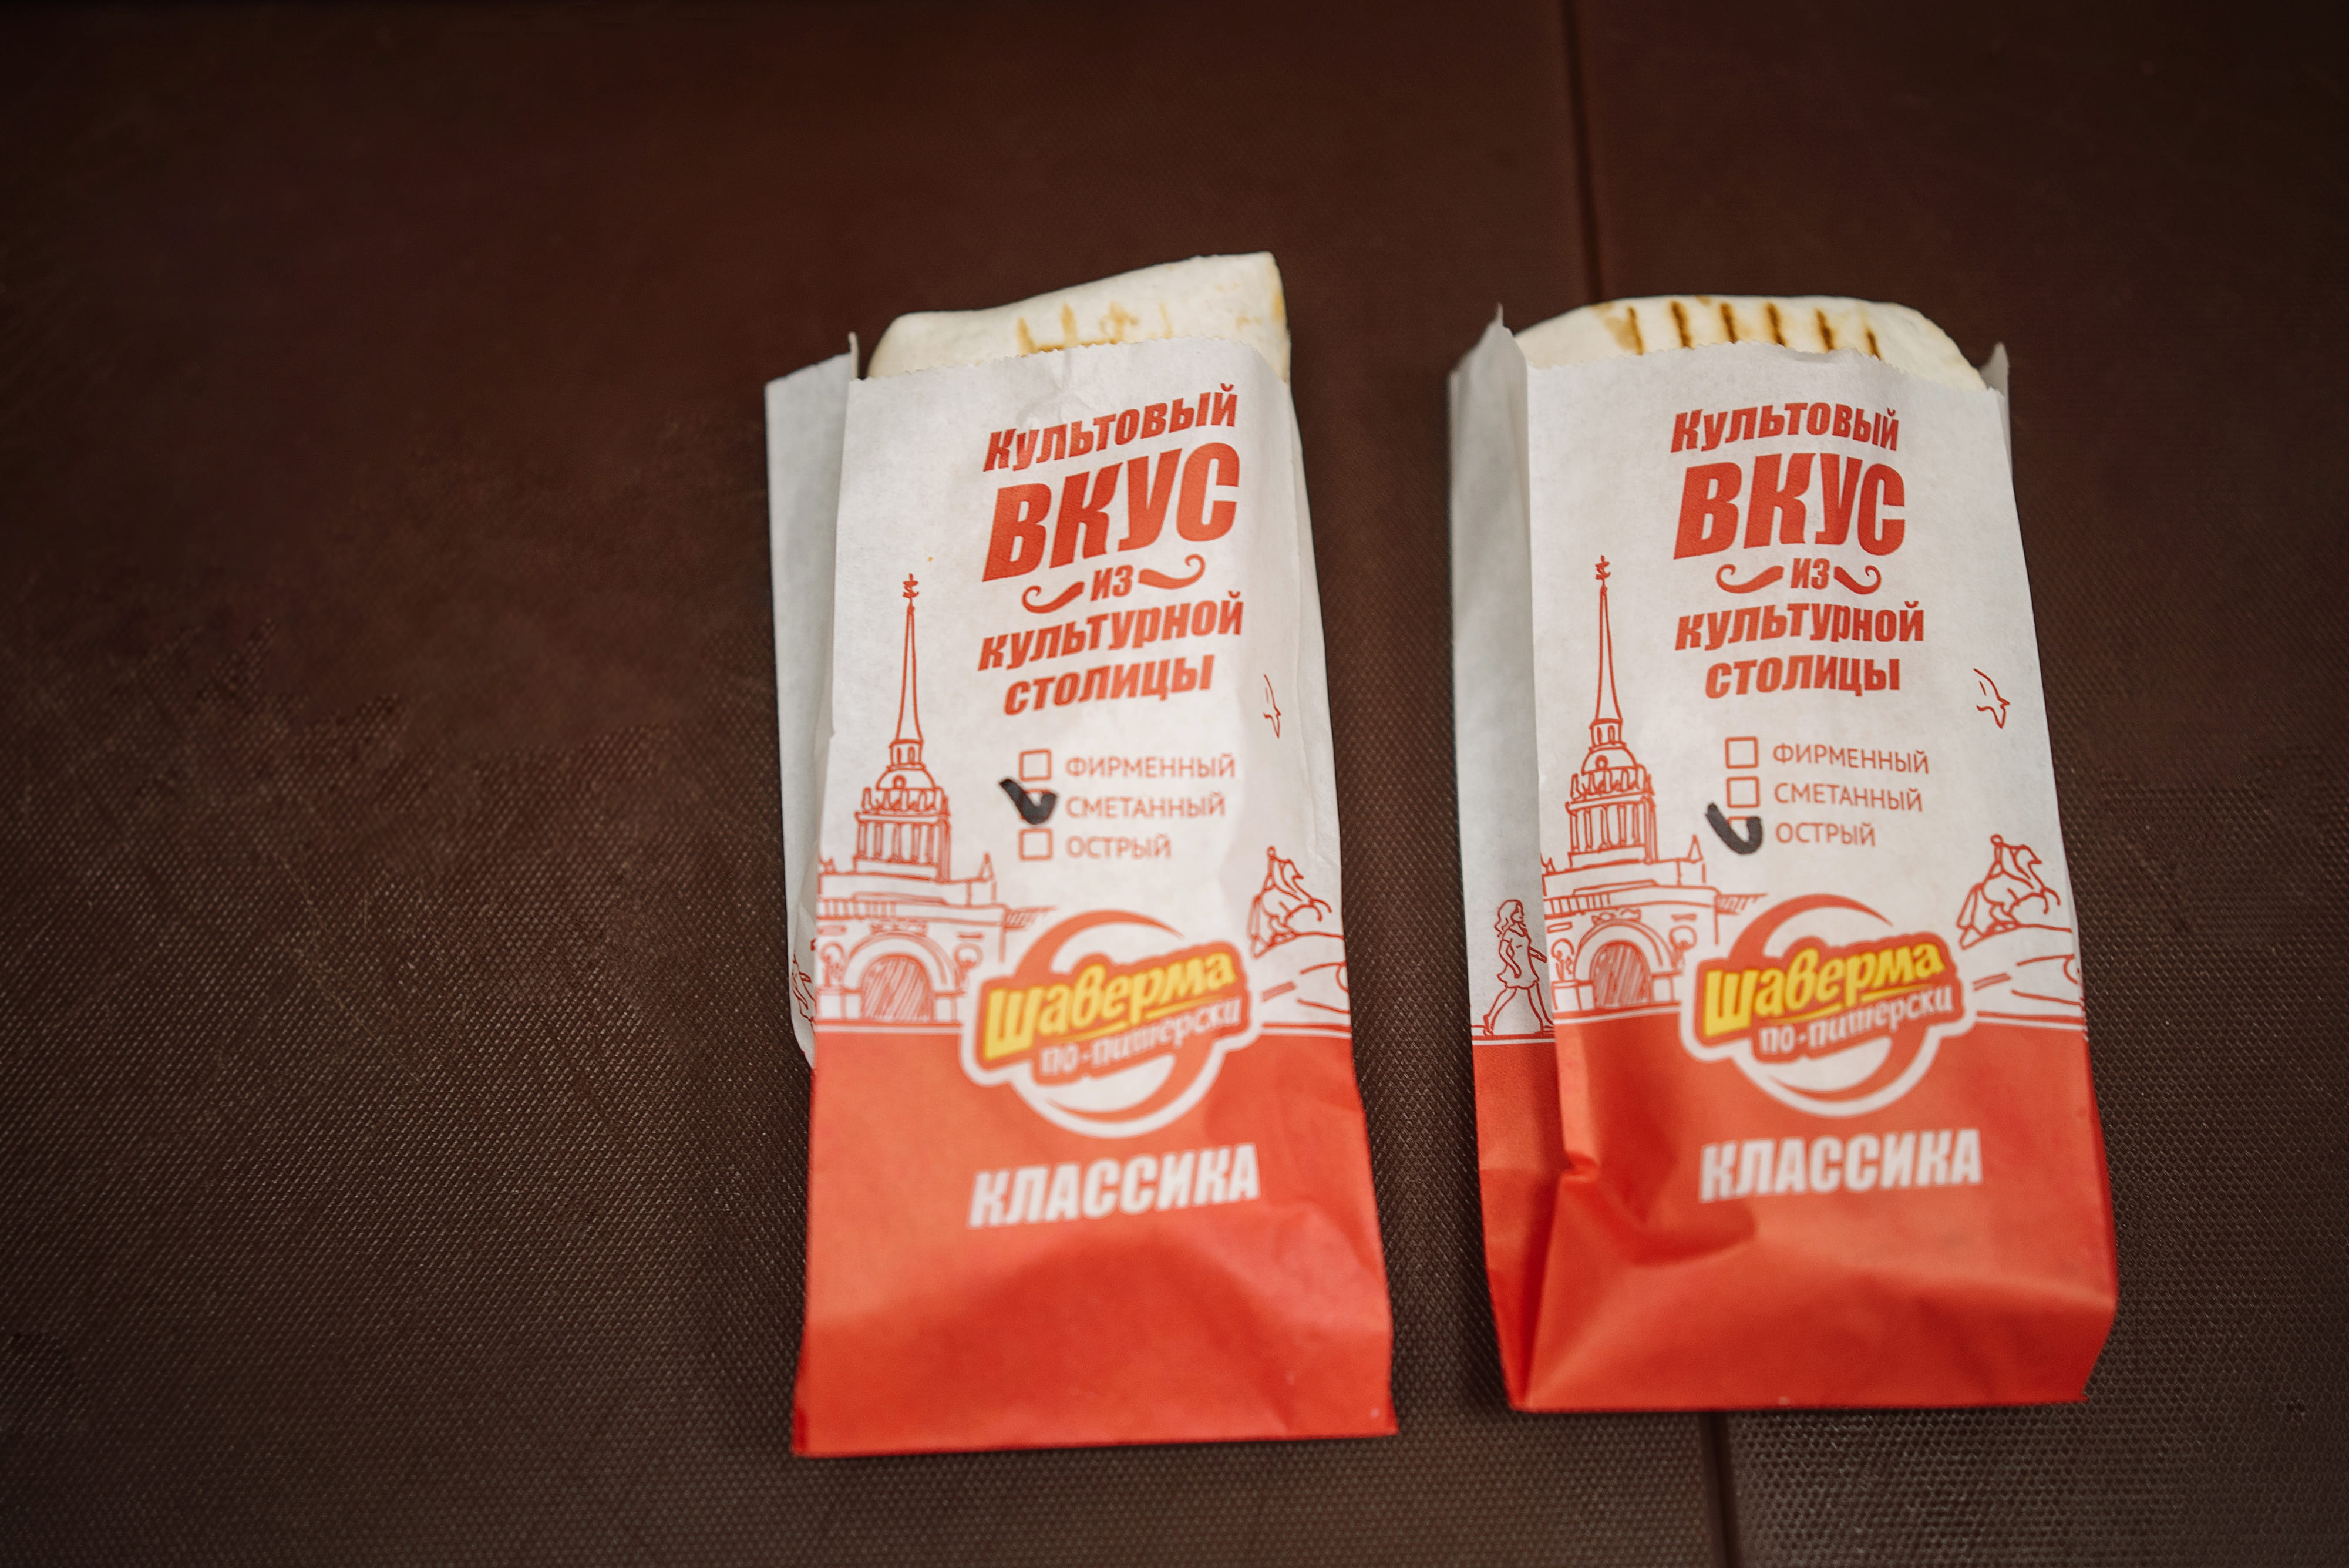 Культовый
ВКУС
из
культурной
столицы
ФИРМЕННЫЙ
СМЕТАННЫЙ
ОСТРЫЙ
Шаверма
по-питерски
КЛАССИКА
Культовый
ВКУС
из
культурной
столицы
ФИРМЕННЫЙ
СМЕТАННЫЙ
ОСТРЫЙ
Шаверма
по-питерски
КЛАССИКА